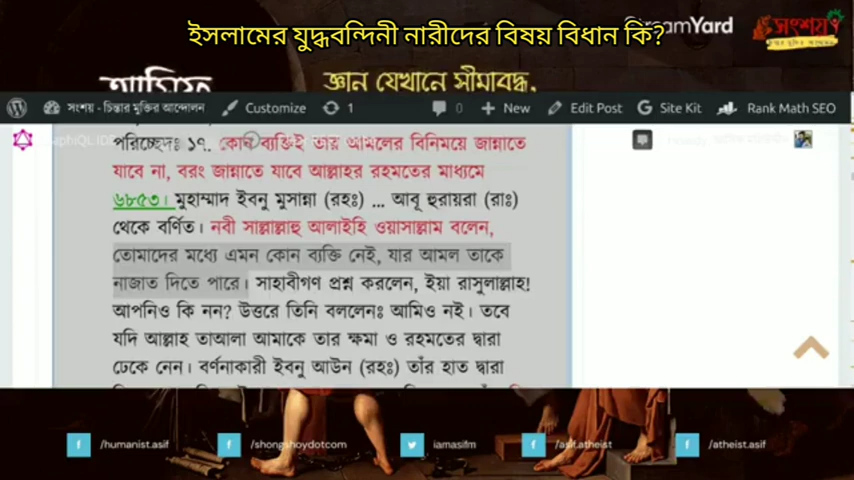 ইসলামের যুদ্ধবন্দিনী নারীদের বিষয় বিধান কি?
সংশয়
জ্ঞান যেখানে সীমাবদ্ধ,
সংশয় - চিন্তার মুক্তির আন্দোলন Customize 1 0 New Edit Post Site Kit Rank Math SEO
পরিচ্ছেদঃ ১৭. কোন ব্যক্তিই তার আমলের বিনিময়ে জান্নাতে
যাবে না, বরং জান্নাতে যাবে আল্লাহর রহমতের মাধ্যমে
৬৮৫৩। মুহাম্মাদ ইবনু মুসান্না (রহঃ) ... আবূ হুরায়রা (রাঃ)
থেকে বর্ণিত। নবী সাল্লাল্লাহু আলাইহি ওয়াসাল্লাম বলেন,
তোমাদের মধ্যে এমন কোন ব্যক্তি নেই, যার আমল তাকে
নাজাত দিতে পারে। সাহাবীগণ প্রশ্ন করলেন, ইয়া রাসুলাল্লাহ!
আপনিও কি নন? উত্তরে তিনি বললেনঃ আমিও নই। তবে
যদি আল্লাহ তাআলা আমাকে তার ক্ষমা ও রহমতের দ্বারা
ঢেকে নেন। বর্ণনাকারী ইবনু আউন (রহঃ) তাঁর হাত দ্বারা
/humanist.asif /shongshoydotcom iamasifm /asif.atheist /atheist.asif